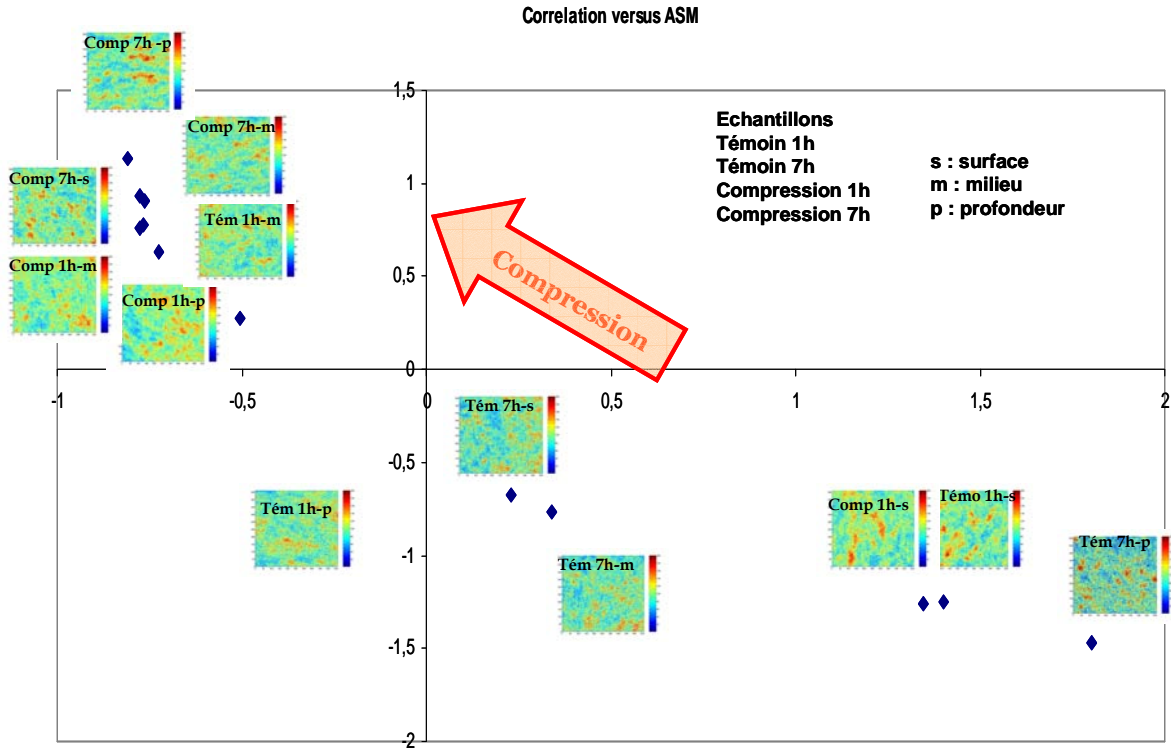 Correlation versus ASM
Comp 7h -p
Comp 7h-m
Comp 7h-s
Tém 1h-m
Comp 1h-m
Comp 1h-p
1,5
1
0,5
0
-0,5
-1
-1,5
-2
Echantillons
Témoin 1h
Témoin 7h
Compression 1h
Compression 7h
s : surface
m : milieu
p : profondeur
Compression
-1
-0,5
0
0,5
1
1,5
2
Tém 7h-s
Tém 1h-p
Comp 1h-s
Témo 1h-s
Tém 7h-p
Tém 7h-m